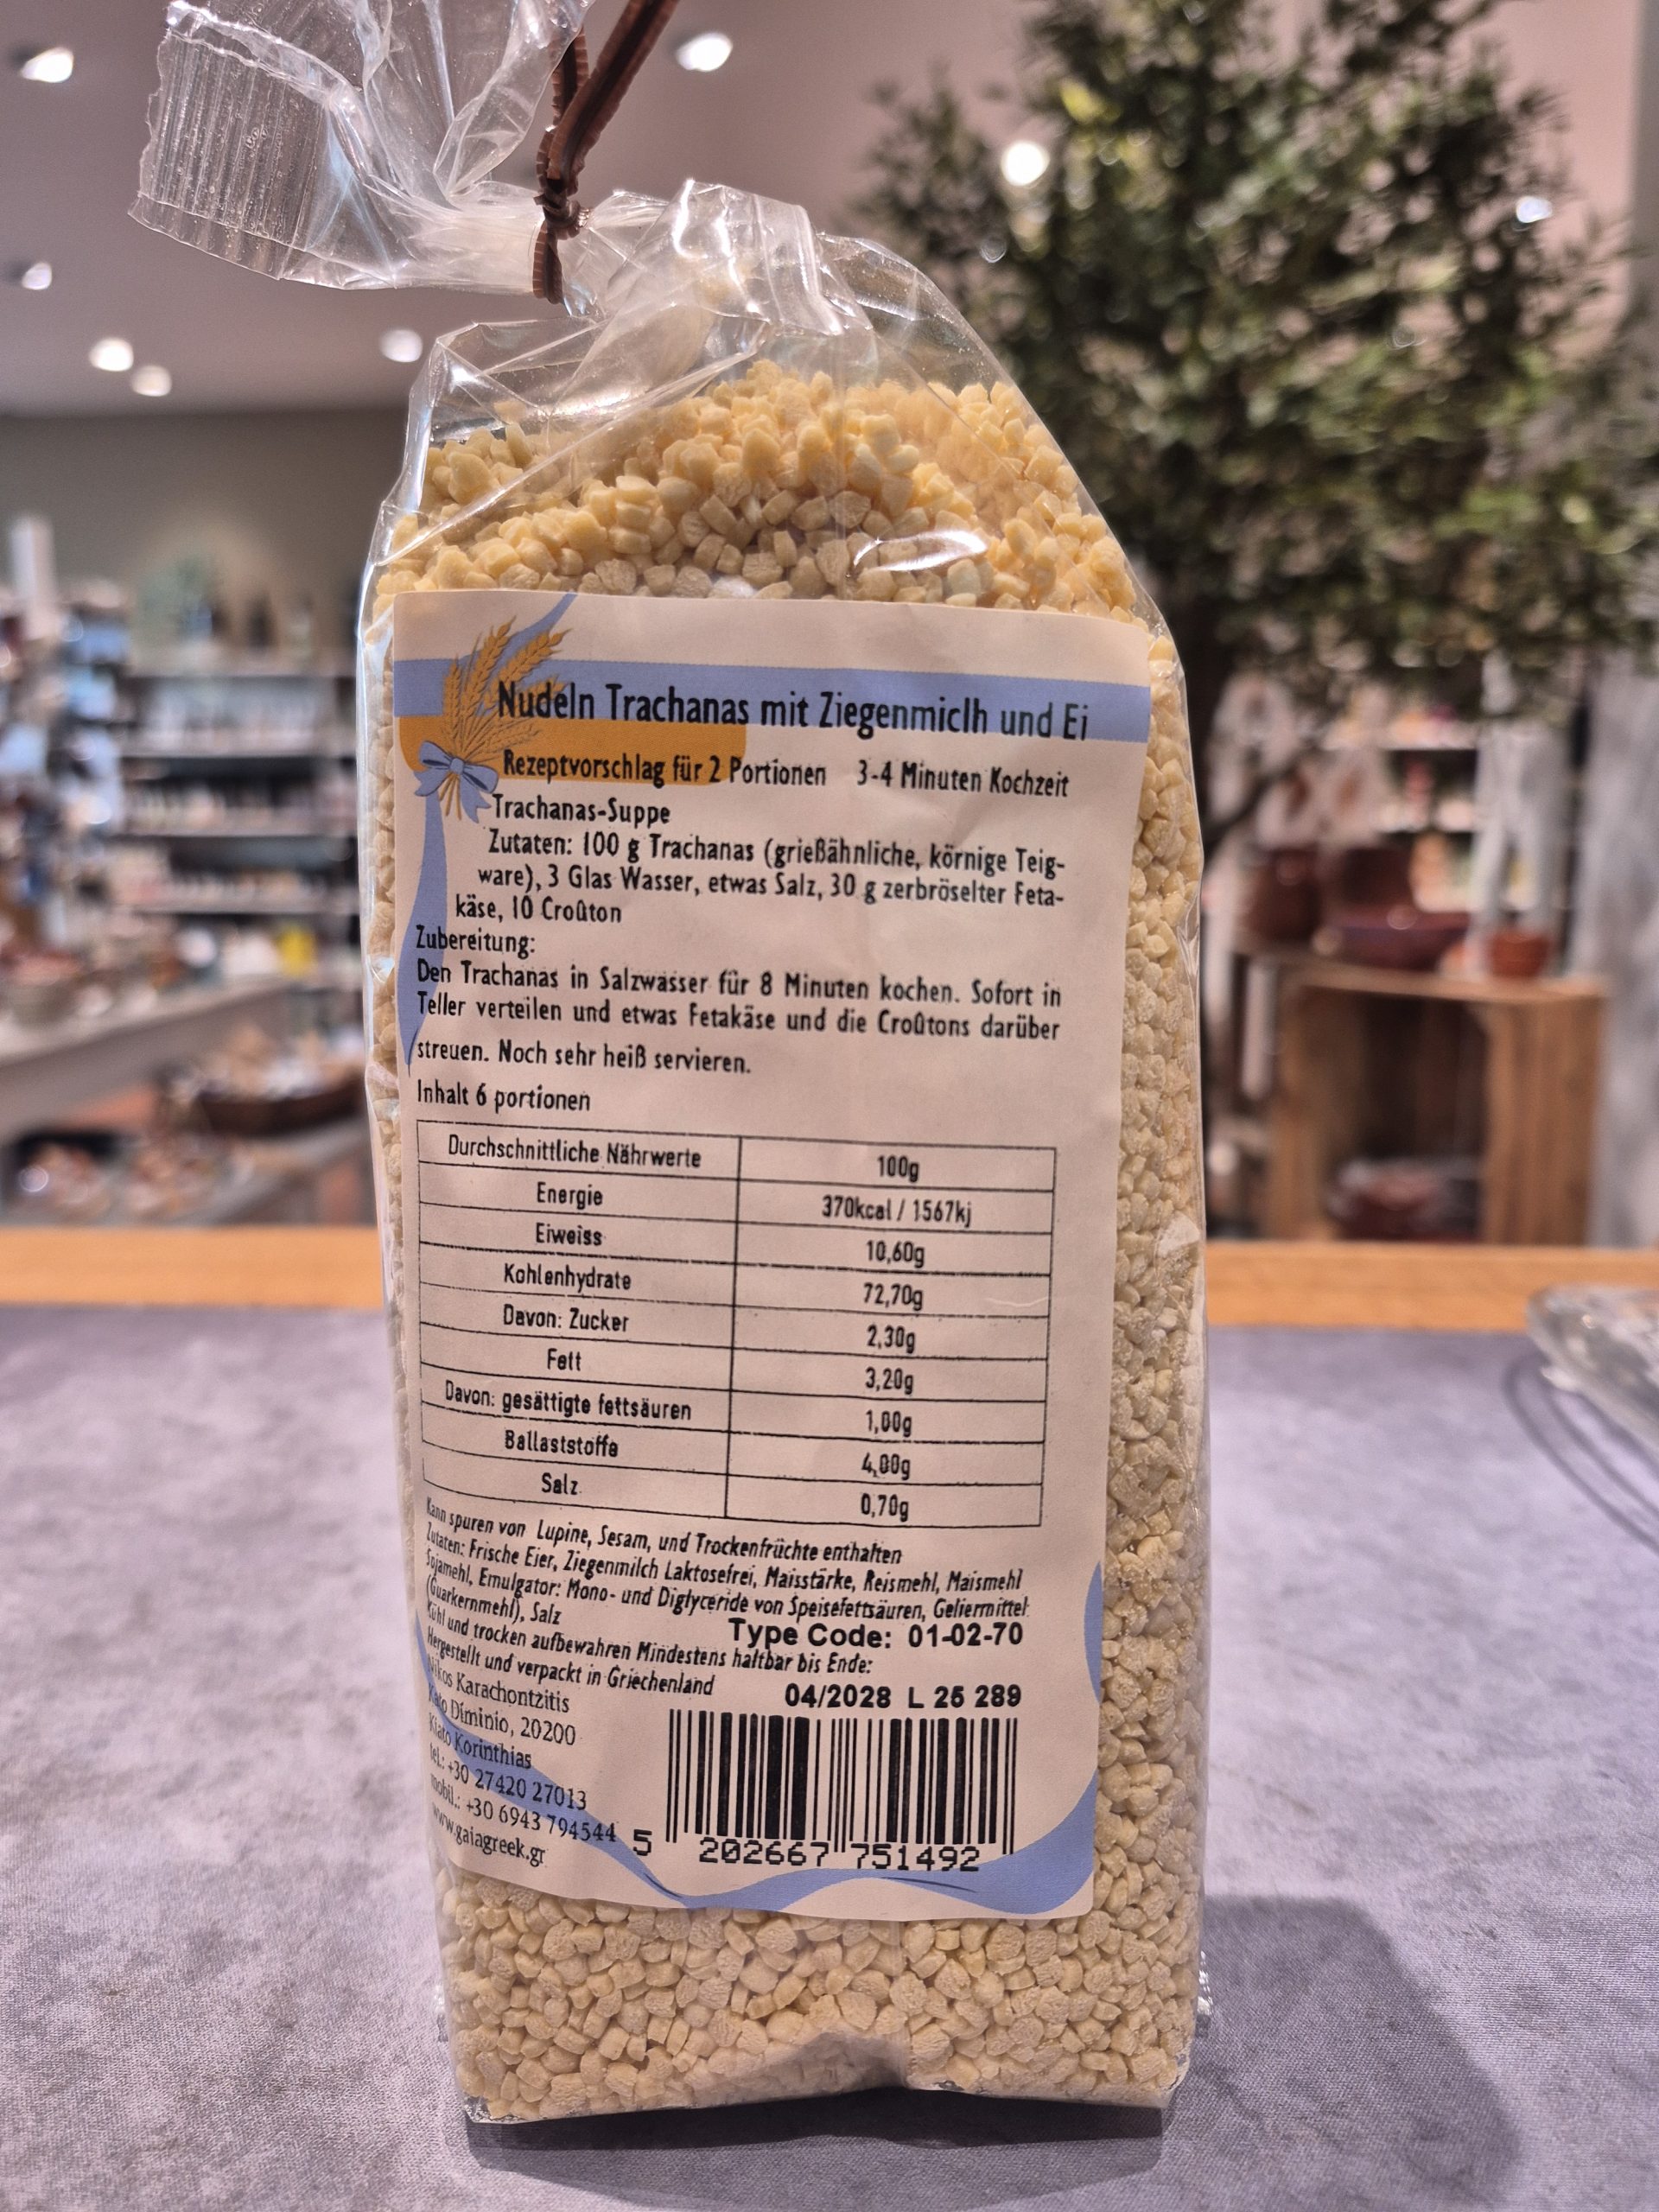 Nudeln Trachanas mit Ziegenmiclh und Ei
Rezeptvorschlag für 2 Portionen 3-4 Minuten Kochzeit
Trachanas-Suppe
Zutaten: 100 g Trachanas (grießähnliche, körnige Teig-
ware), 3 Glas Wasser, etwas Salz, 30 g zerbröselter Feta-
käse, 10 Croûton
Zubereitung:
Den Trachanas in Salzwasser für 8 Minuten kochen. Sofort in
Teller verteilen und etwas Fetakäse und die Croûtons darüber
streuen. Noch sehr heiß servieren.
Inhalt 6 portionen
Durchschnittliche Nährwerte 100g
Energie 370kcal / 1567kj
Eiweiss 10,60g
Kohlenhydrate 72,70g
Davon: Zucker 2,30g
Fett 3,20g
Davon: gesättigte fettsäuren 1,00g
Ballaststoffe 4,00g
Salz 0,70g
Kann spuren von Lupine, Sesam, und Trockenfrüchte enthalten
Zutaten: Frische Eier, Ziegenmilch Laktosefrei, Maisstärke, Reismehl, Maismehl
Sojamehl, Emulgator: Mono- und Diglyceride von Speisefettsäuren, Geliermittel
(Guarkernmehl), Salz
Type Code: 01-02-70
Kühl und trocken aufbewahren Mindestens haltbar bis Ende:
Hergestellt und verpackt in Griechenland
04/2028 L 25 289
Nikos Karachontzitis
Kato Diminio, 20200
Kiato Korinthias
tel.: +30 27420 27013
mobil.: +30 6943 794544
www.gaiagreek.gr
5 202667 751492